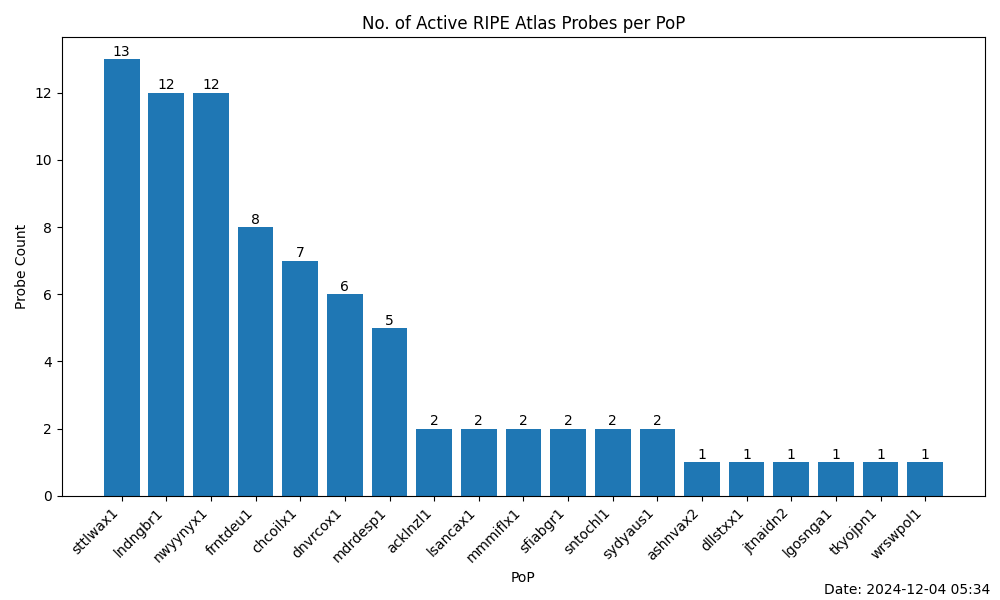 No. of Active RIPE Atlas Probes per PoP
13
12
12
8
7
6
5
2
2
2
2
2
2
1
1
1
1
1
1
12
10
8
6
4
2
0
Probe Count
sttlwax1
lndngbr1
nwyynyx1
frntdeu1
chcoilx1
dnvrcox1
mdrdesp1
acklnzl1
lsancax1
mmmiflx1
sfiabgr1
sntochl1
sydyaus1
ashnvax2
dllstxx1
jtnaidn2
lgosnga1
tkyojpn1
wrswpol1
PoP
Date: 2024-12-04 05:34